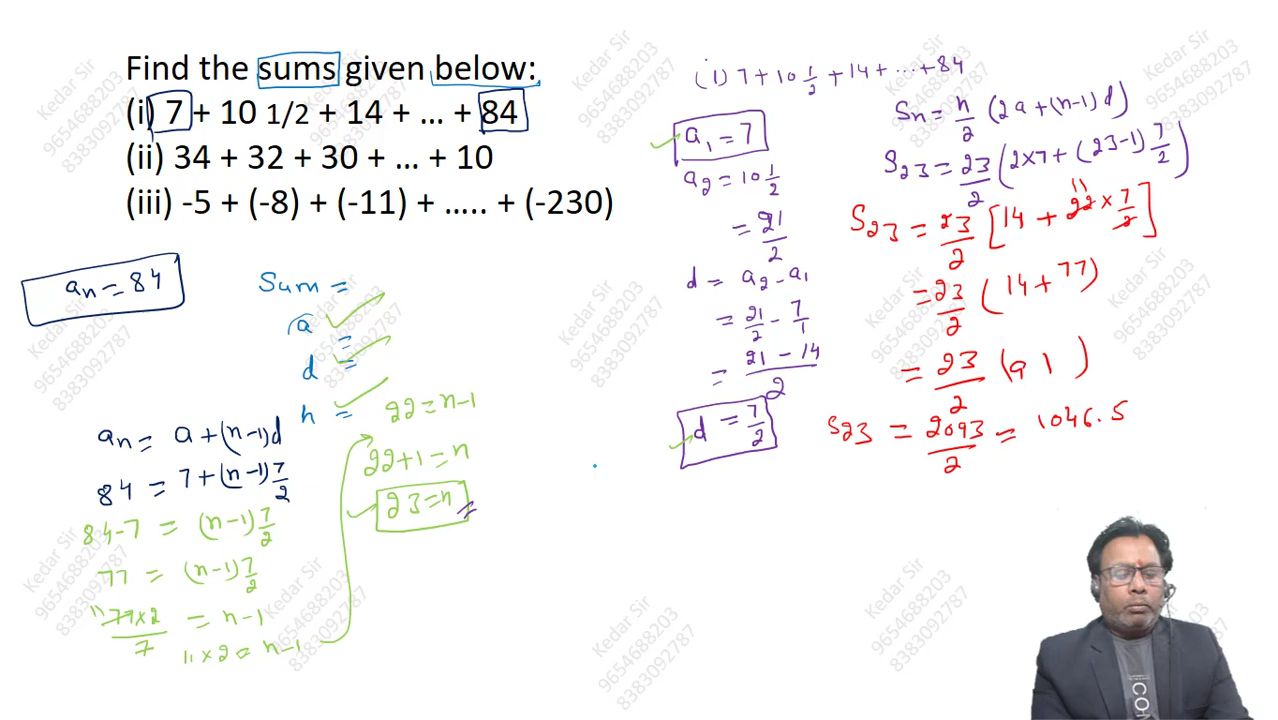 Find the sums given below:
(i) 7 + 10 1/2 + 14 + ... + 84
(ii) 34 + 32 + 30 + ... + 10
(iii) -5 + (-8) + (-11) + ..... + (-230)
an = 84
Sum =
a =
d =
n =
an = a + (n-1)d
84 = 7 + (n-1) 7/2
84-7 = (n-1) 7/2
77 = (n-1) 7/2
11 77×2/7 = n-1
11×2 = n-1
22 = n-1
22+1 = n
23 = n
(i) 7 + 10 1/2 + 14 + ... + 84
a1 = 7
a2 = 10 1/2
= 21/2
d = a2 - a1
= 21/2 - 7/1
= 21 - 14/2
d = 7/2
Sn = n/2 (2a + (n-1)d)
S23 = 23/2 (2×7 + (23-1) 7/2)
S23 = 23/2 [14 + 11 22 × 7/2]
= 23/2 (14 + 77)
= 23/2 (91)
S23 = 2093/2 = 1046.5
Kedar Sir
9654688203
8383092787
ICON